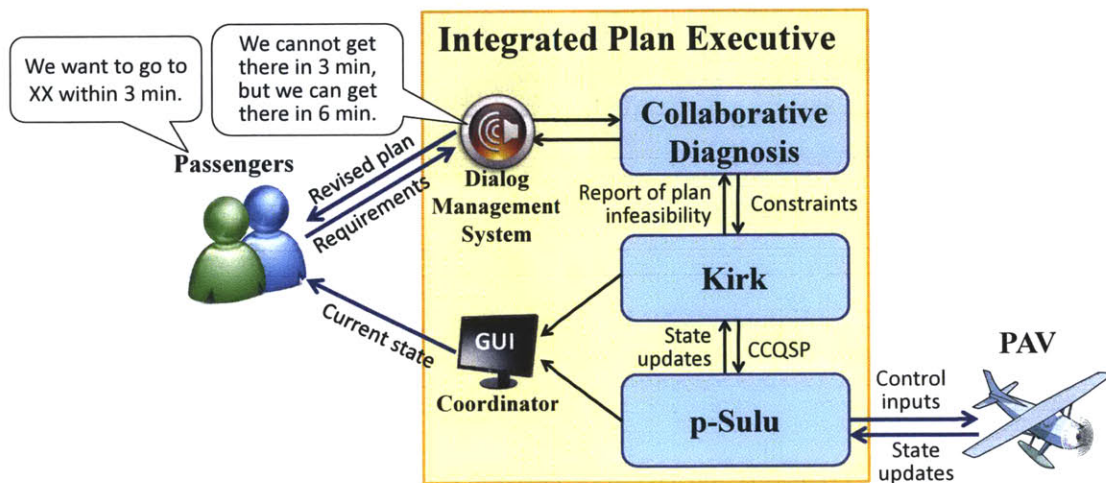 Integrated Plan Executive
We want to go to
XX within 3 min.
We cannot get
there in 3 min,
but we can get
there in 6 min.
Passengers
Revised plan
Requirements
Dialog
Management
System
Collaborative
Diagnosis
Report of plan
infeasibility
Constraints
Kirk
Current state
GUI
Coordinator
State
updates
CCQSP
p-Sulu
PAV
Control
inputs
State
updates